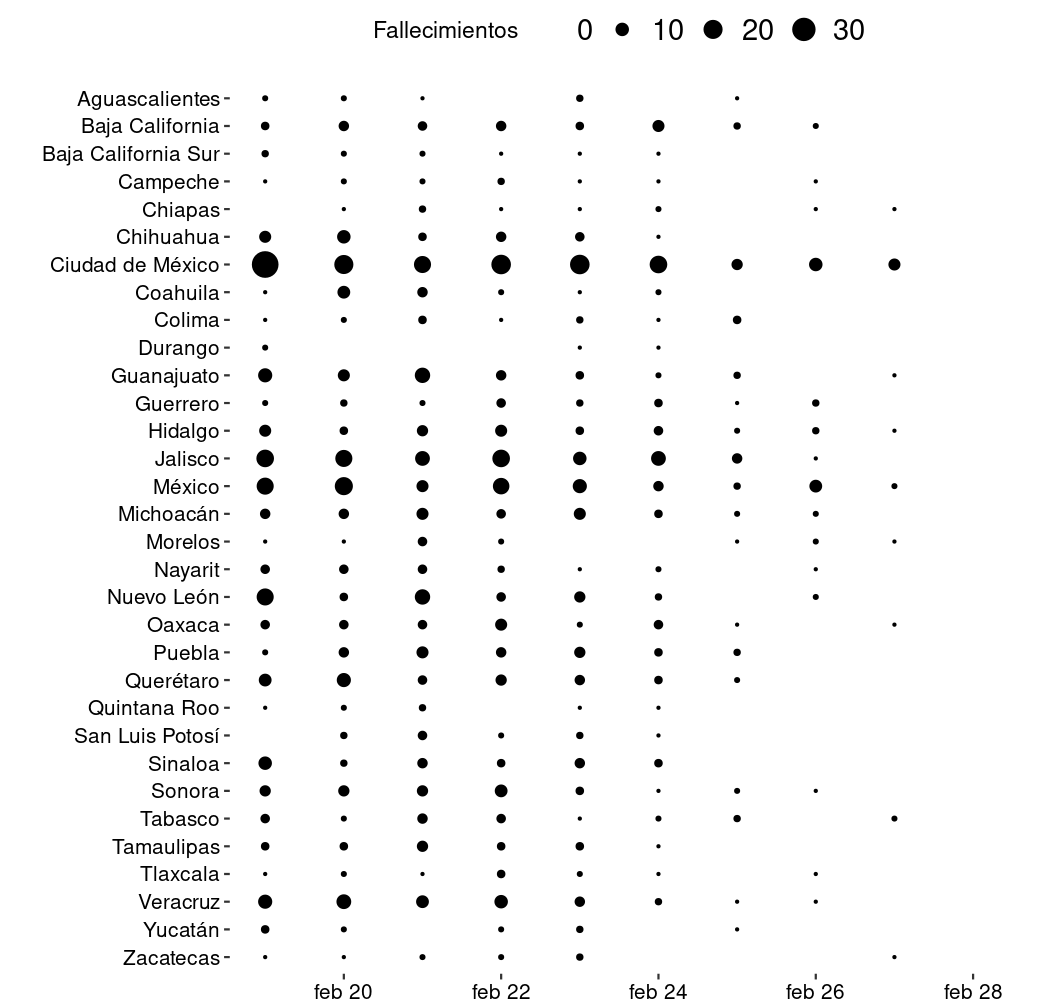 Fallecimientos 0 10 20 30
Aguascalientes
Baja California
Baja California Sur
Campeche
Chiapas
Chihuahua
Ciudad de México
Coahuila
Colima
Durango
Guanajuato
Guerrero
Hidalgo
Jalisco
México
Michoacán
Morelos
Nayarit
Nuevo León
Oaxaca
Puebla
Querétaro
Quintana Roo
San Luis Potosí
Sinaloa
Sonora
Tabasco
Tamaulipas
Tlaxcala
Veracruz
Yucatán
Zacatecas
feb 20 feb 22 feb 24 feb 26 feb 28